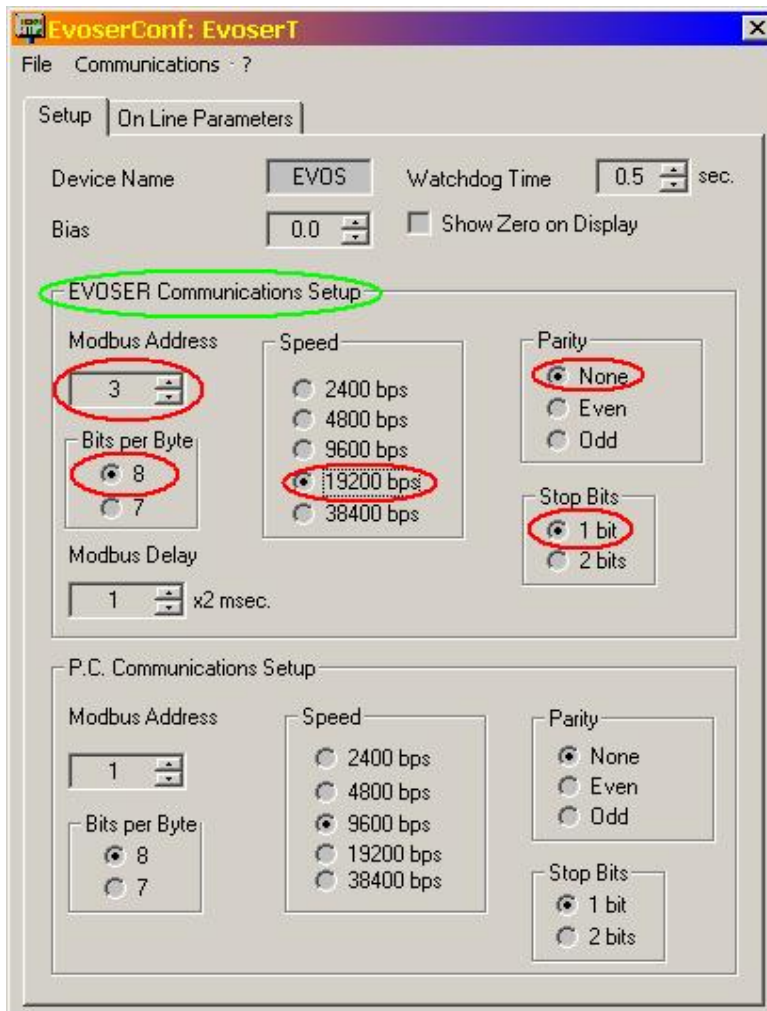 EvoserConf: EvoserT
File Communications ?
Setup On Line Parameters
Device Name EVOS Watchdog Time 0.5 sec.
Bias 0.0 Show Zero on Display
EVOSER Communications Setup
Modbus Address
3
Bits per Byte
8
7
Modbus Delay
1 x2 msec.
Speed
2400 bps
4800 bps
9600 bps
19200 bps
38400 bps
Parity
None
Even
Odd
Stop Bits
1 bit
2 bits
P.C. Communications Setup
Modbus Address
1
Bits per Byte
8
7
Speed
2400 bps
4800 bps
9600 bps
19200 bps
38400 bps
Parity
None
Even
Odd
Stop Bits
1 bit
2 bits